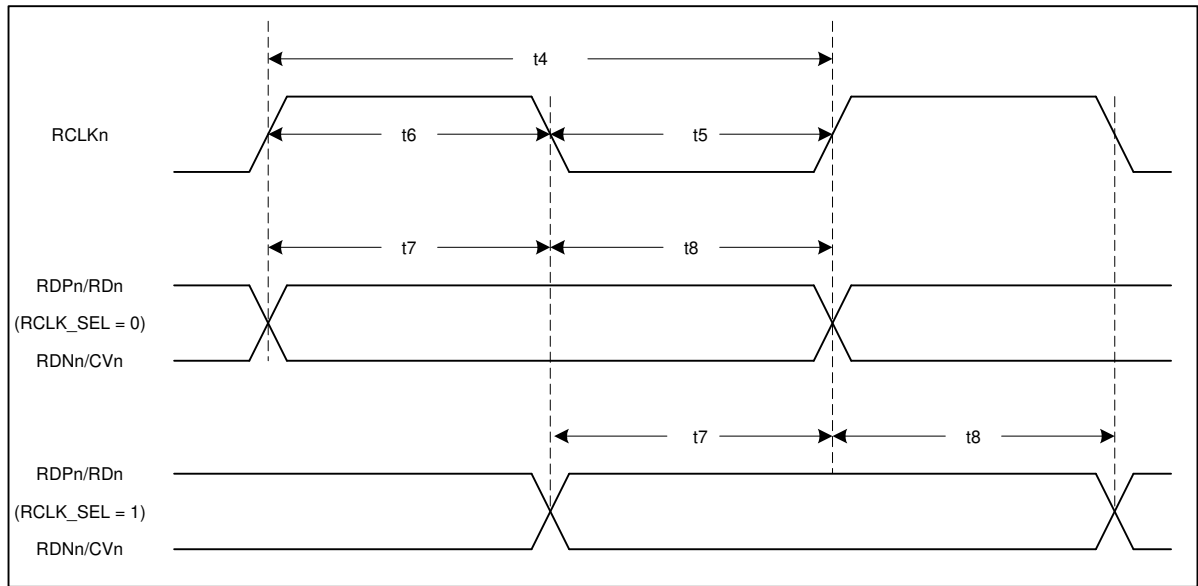 t4
RCLKn
t6
t5
t7
t8
RDPn/RDn
(RCLK_SEL = 0)
RDNn/CVn
t7
t8
RDPn/RDn
(RCLK_SEL = 1)
RDNn/CVn